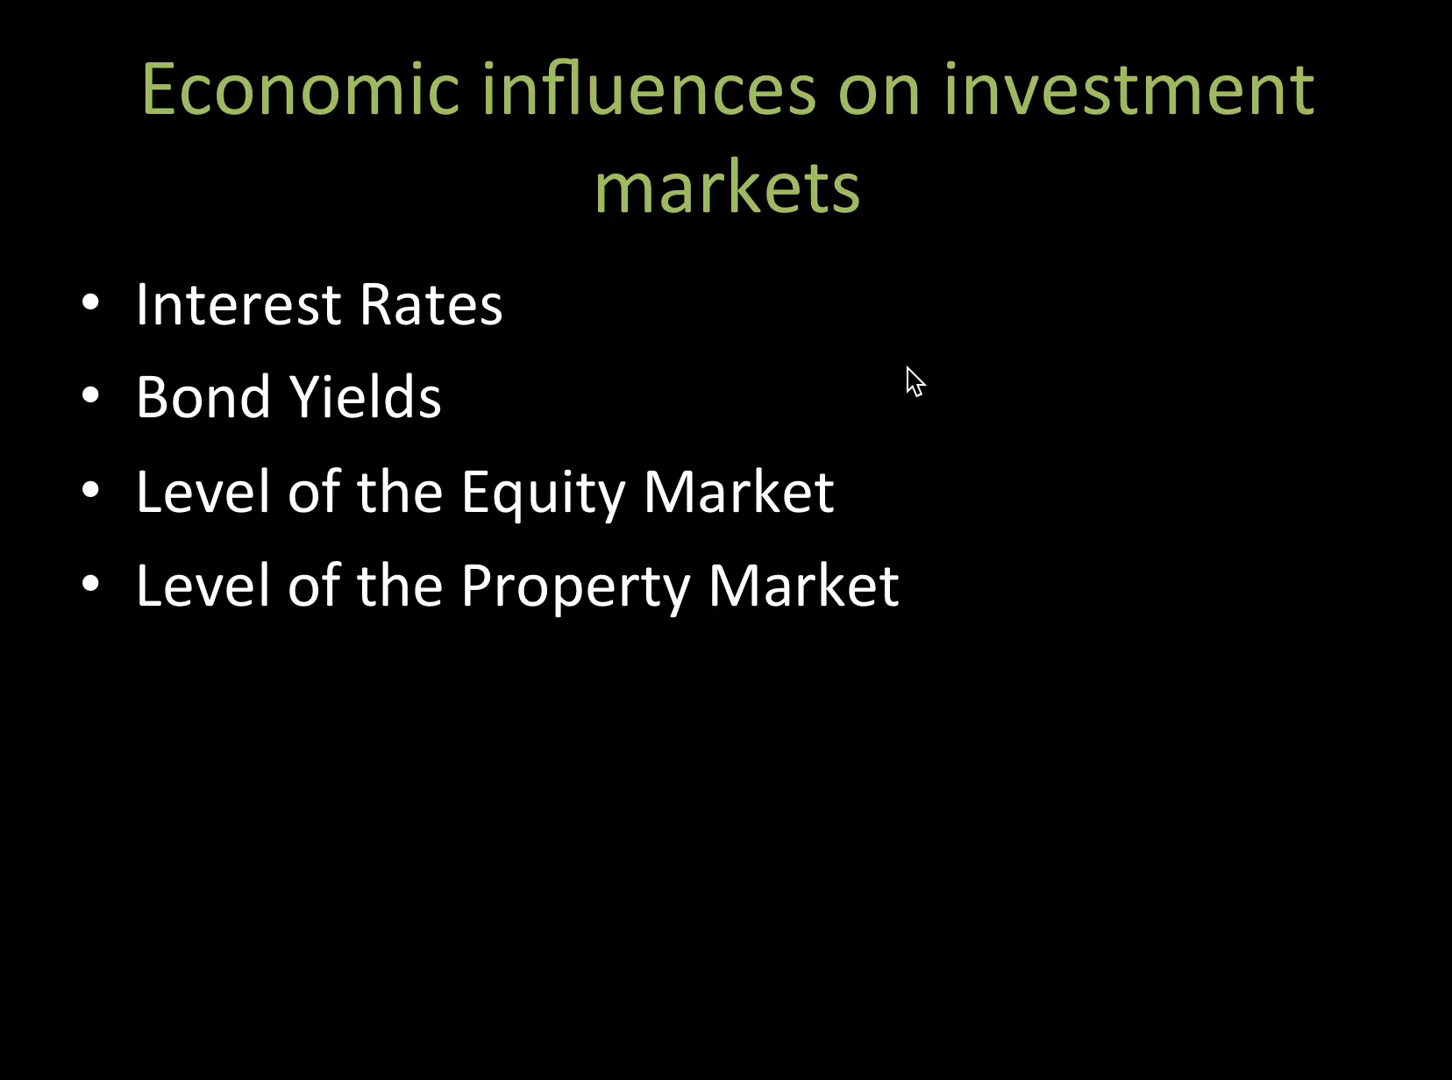 Economic influences on investment
markets
• Interest Rates
• Bond Yields
• Level of the Equity Market
• Level of the Property Market